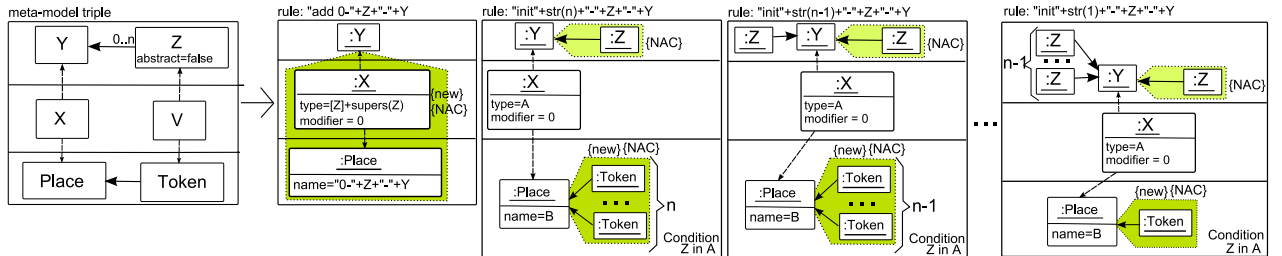 meta-model triple
Y
0..n
Z
abstract=false
X
V
Place
Token
rule: "add 0-"+Z+"-"+Y
:Y
:X
type=[Z]+supers(Z)
modifier = 0
{new}
{NAC}
:Place
name="0-"+Z+"-"+Y
rule: "init"+str(n)+"-"+Z+"-"+Y
:Y
:Z
{NAC}
:X
type=A
modifier = 0
{new} {NAC}
:Place
name=B
:Token
:Token
n
Condition
Z in A
rule: "init"+str(n-1)+"-"+Z+"-"+Y
:Z
:Y
:Z
{NAC}
:X
type=A
modifier = 0
{new} {NAC}
:Place
name=B
:Token
:Token
n-1
Condition
Z in A
rule: "init"+str(1)+"-"+Z+"-"+Y
n-1
:Z
:Z
:Y
:Z
{NAC}
:X
type=A
modifier = 0
{new} {NAC}
:Place
name=B
:Token
Condition
Z in A